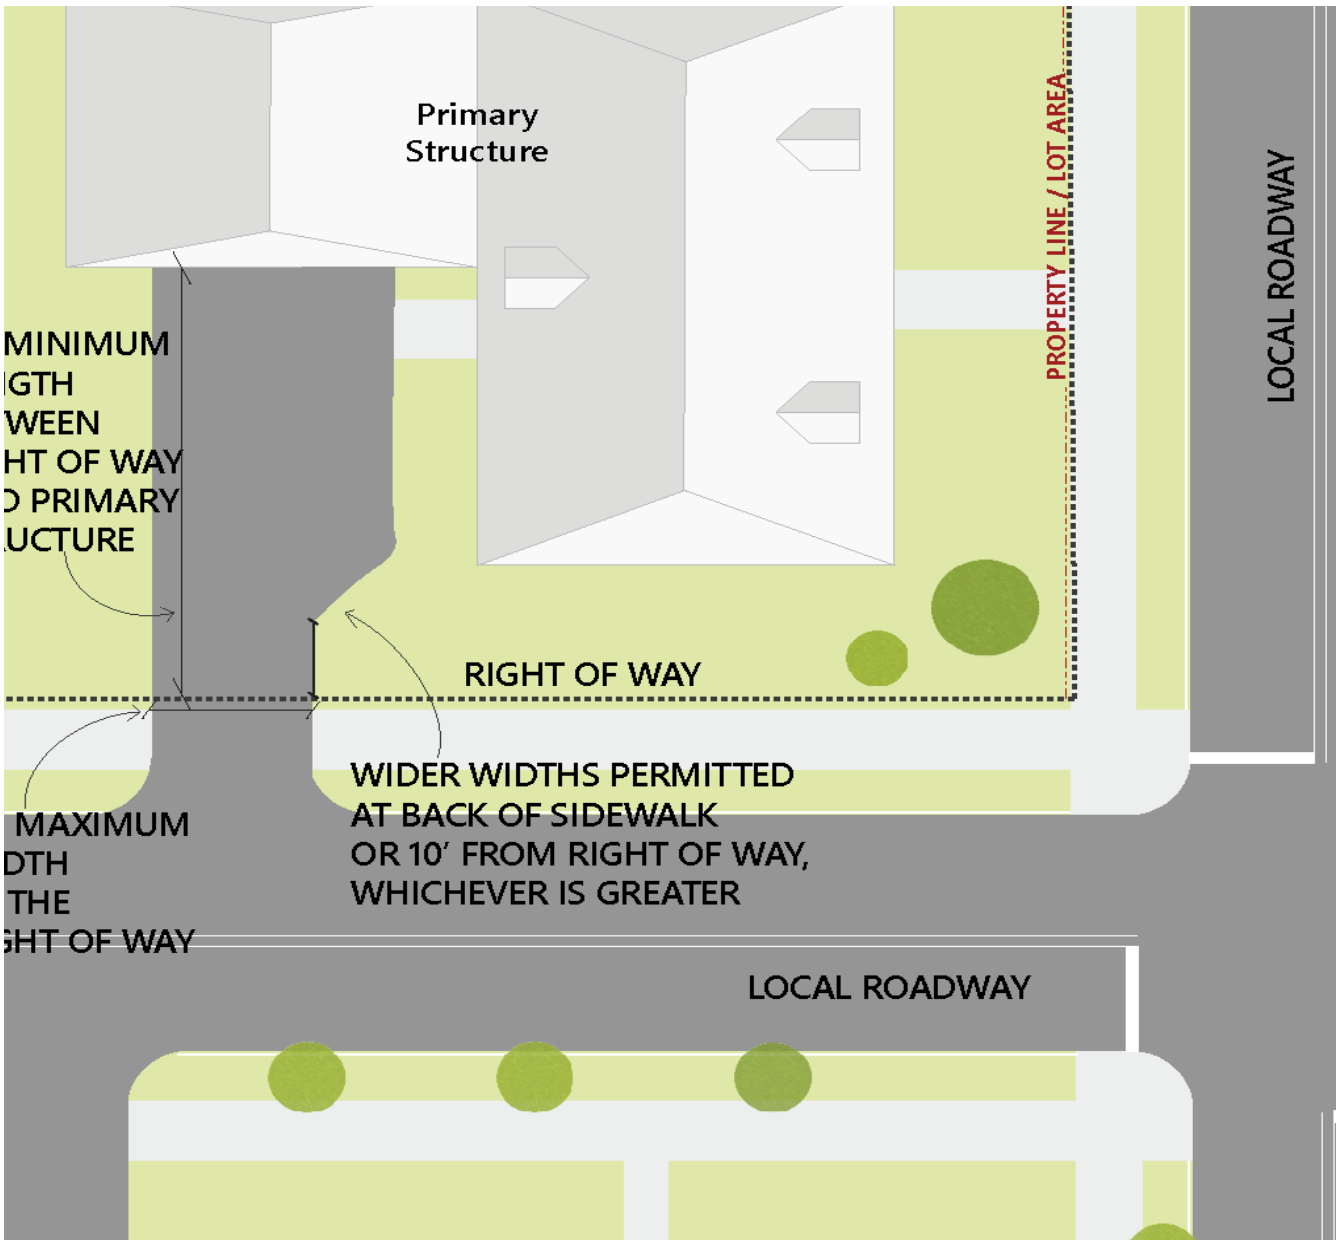 Primary
Structure
PROPERTY LINE / LOT AREA
LOCAL ROADWAY
MINIMUM
IGTH
WEEN
HT OF WAY
D PRIMARY
UCTURE
RIGHT OF WAY
WIDER WIDTHS PERMITTED
AT BACK OF SIDEWALK
OR 10’ FROM RIGHT OF WAY,
WHICHEVER IS GREATER
MAXIMUM
DTH
THE
GHT OF WAY
LOCAL ROADWAY